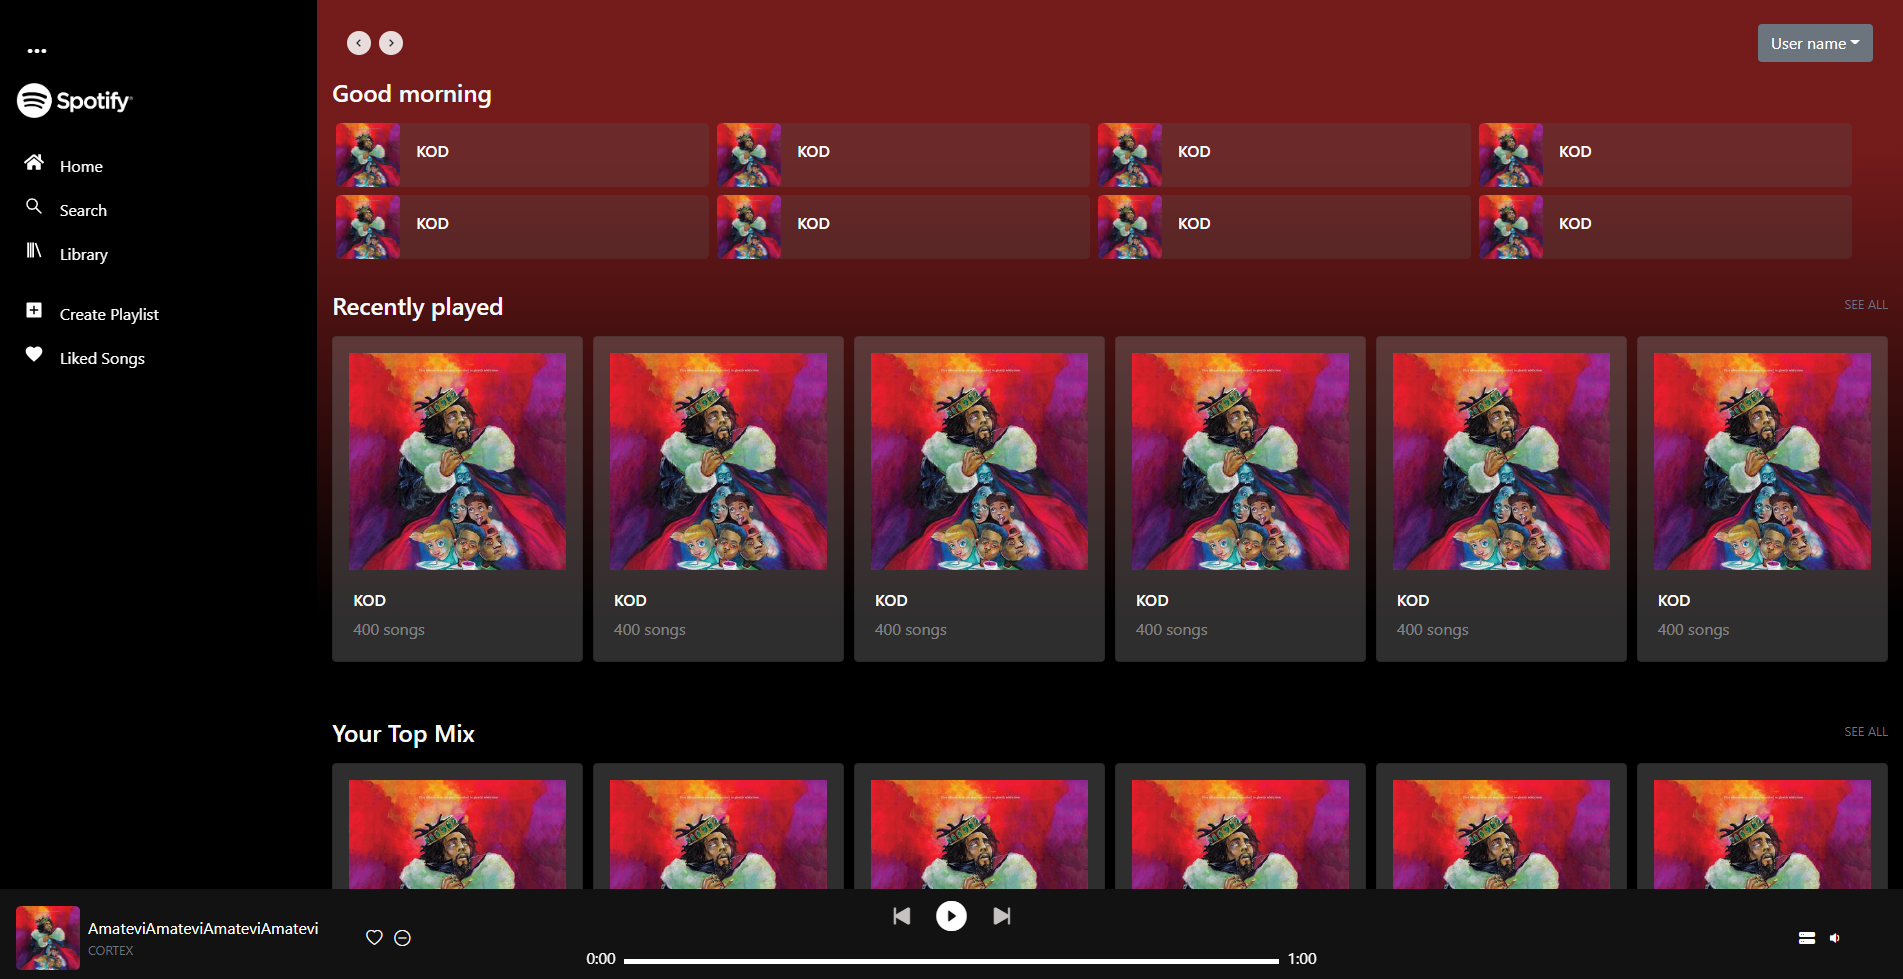 Spotify
Home
Search
Library
Create Playlist
Liked Songs
User name
Good morning
KOD
KOD
KOD
KOD
KOD
KOD
KOD
KOD
Recently played
SEE ALL
KOD
400 songs
KOD
400 songs
KOD
400 songs
KOD
400 songs
KOD
400 songs
KOD
400 songs
Your Top Mix
SEE ALL
AmateviAmateviAmateviAmatevi
CORTEX
0:00
1:00